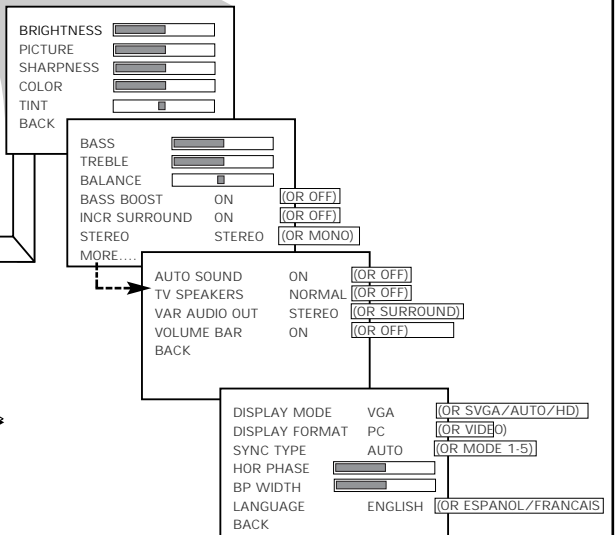 BRIGHTNESS
PICTURE
SHARPNESS
COLOR
TINT
BACK
BASS
TREBLE
BALANCE
BASS BOOST ON (OR OFF)
INCR SURROUND ON (OR OFF)
STEREO STEREO (OR MONO)
MORE....
AUTO SOUND ON (OR OFF)
TV SPEAKERS NORMAL (OR OFF)
VAR AUDIO OUT STEREO (OR SURROUND)
VOLUME BAR ON (OR OFF)
BACK
DISPLAY MODE VGA (OR SVGA/AUTO/HD)
DISPLAY FORMAT PC (OR VIDEO)
SYNC TYPE AUTO (OR MODE 1-5)
HOR PHASE
BP WIDTH
LANGUAGE ENGLISH (OR ESPANOL/FRANCAIS
BACK